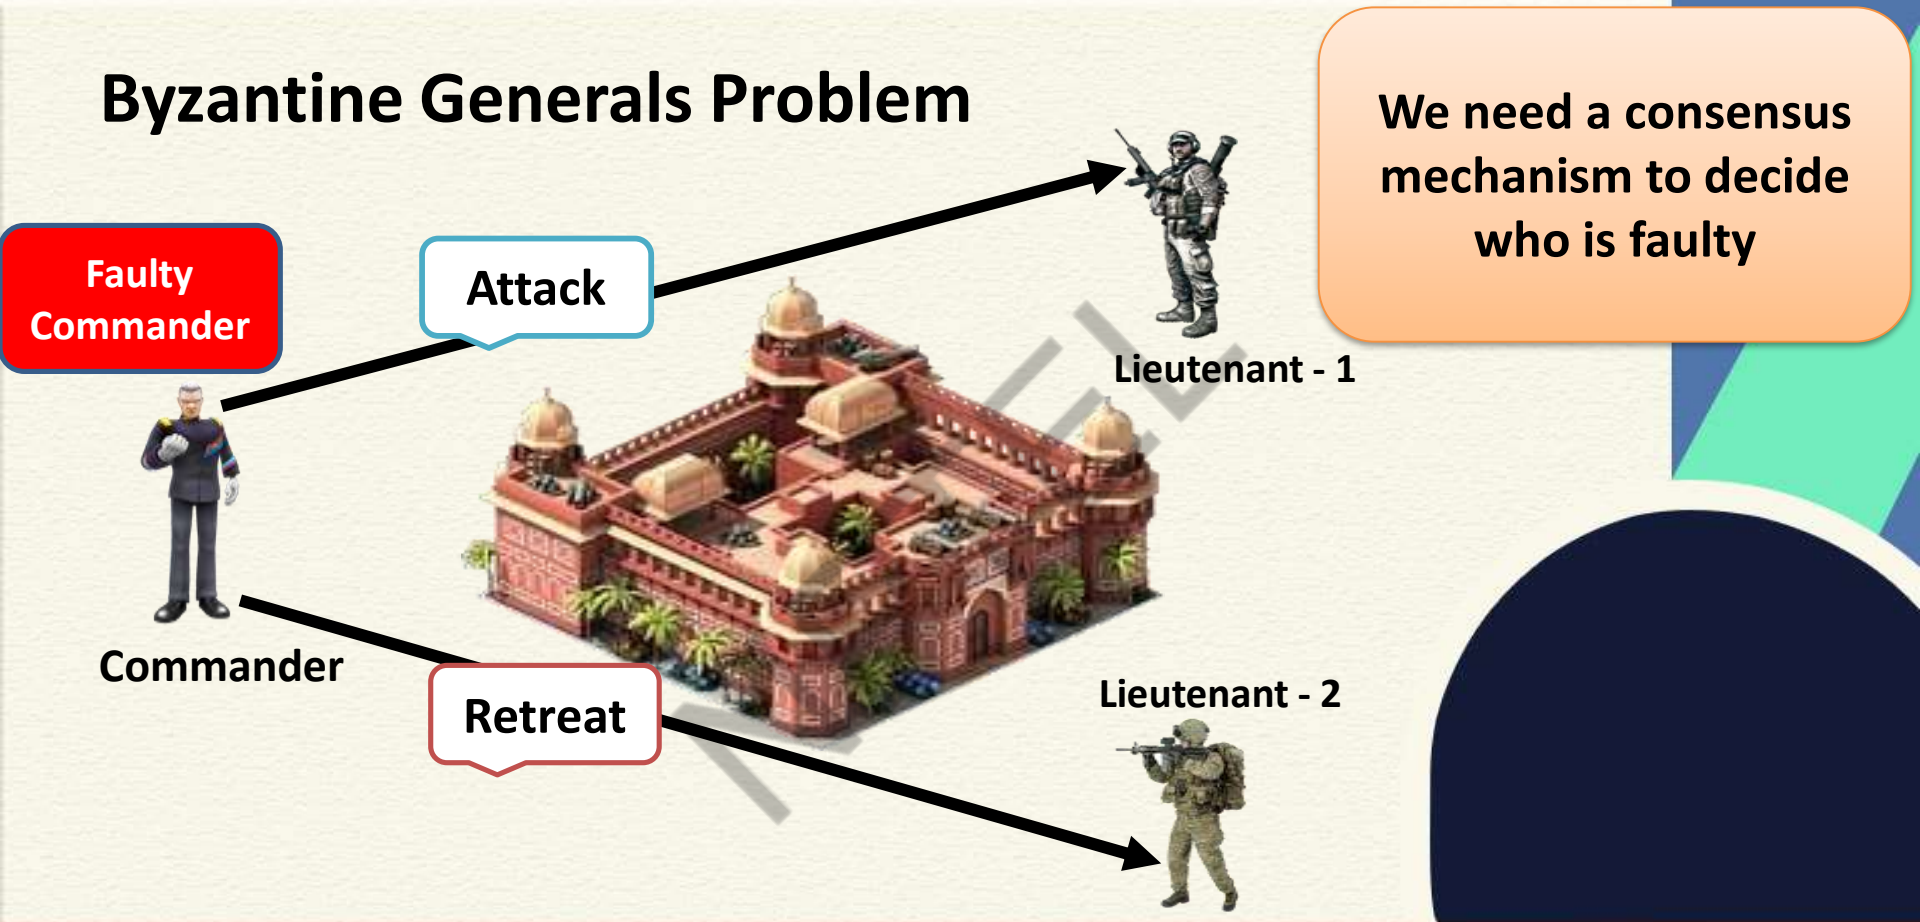 Byzantine Generals Problem
We need a consensus
mechanism to decide
who is faulty
Faulty
Commander
Attack
Lieutenant - 1
Commander
Retreat
Lieutenant - 2